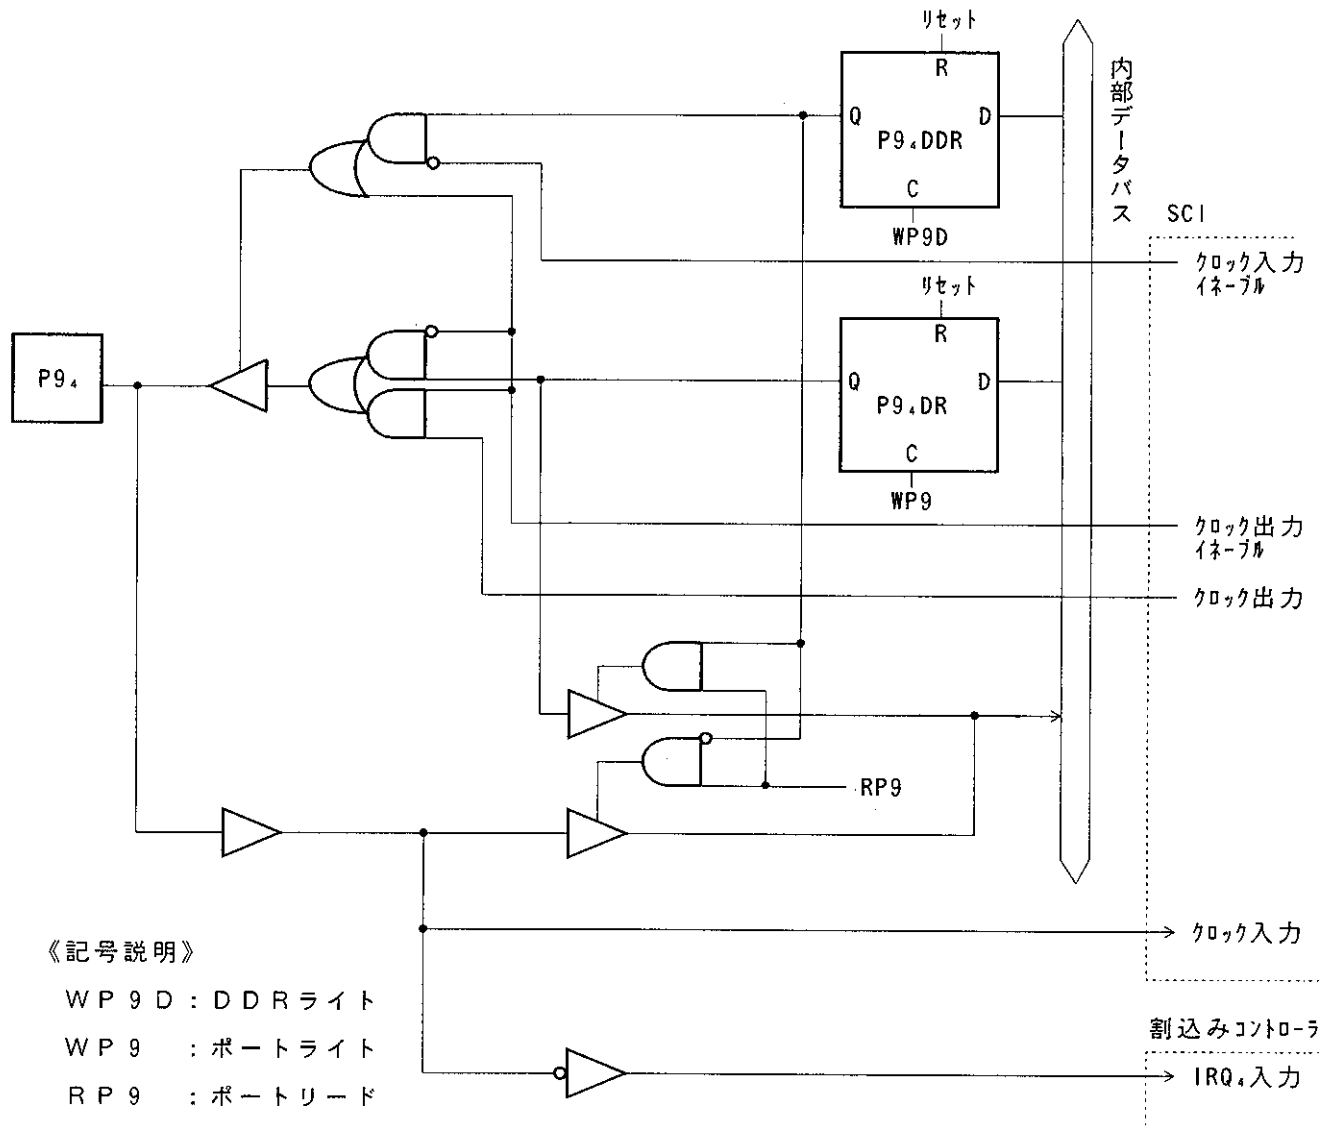 リセット
R
Q
D
P9₄DDR
C
WP9D
内部データバス
SCI
クロック入力
イネーブル
リセット
R
P9₄
Q
D
P9₄DR
C
WP9
クロック出力
イネーブル
クロック出力
RP9
クロック入力
《記号説明》
WP9D:DDRライト
WP9 :ポートライト
RP9 :ポートリード
割込みコントローラ
IRQ₄入力